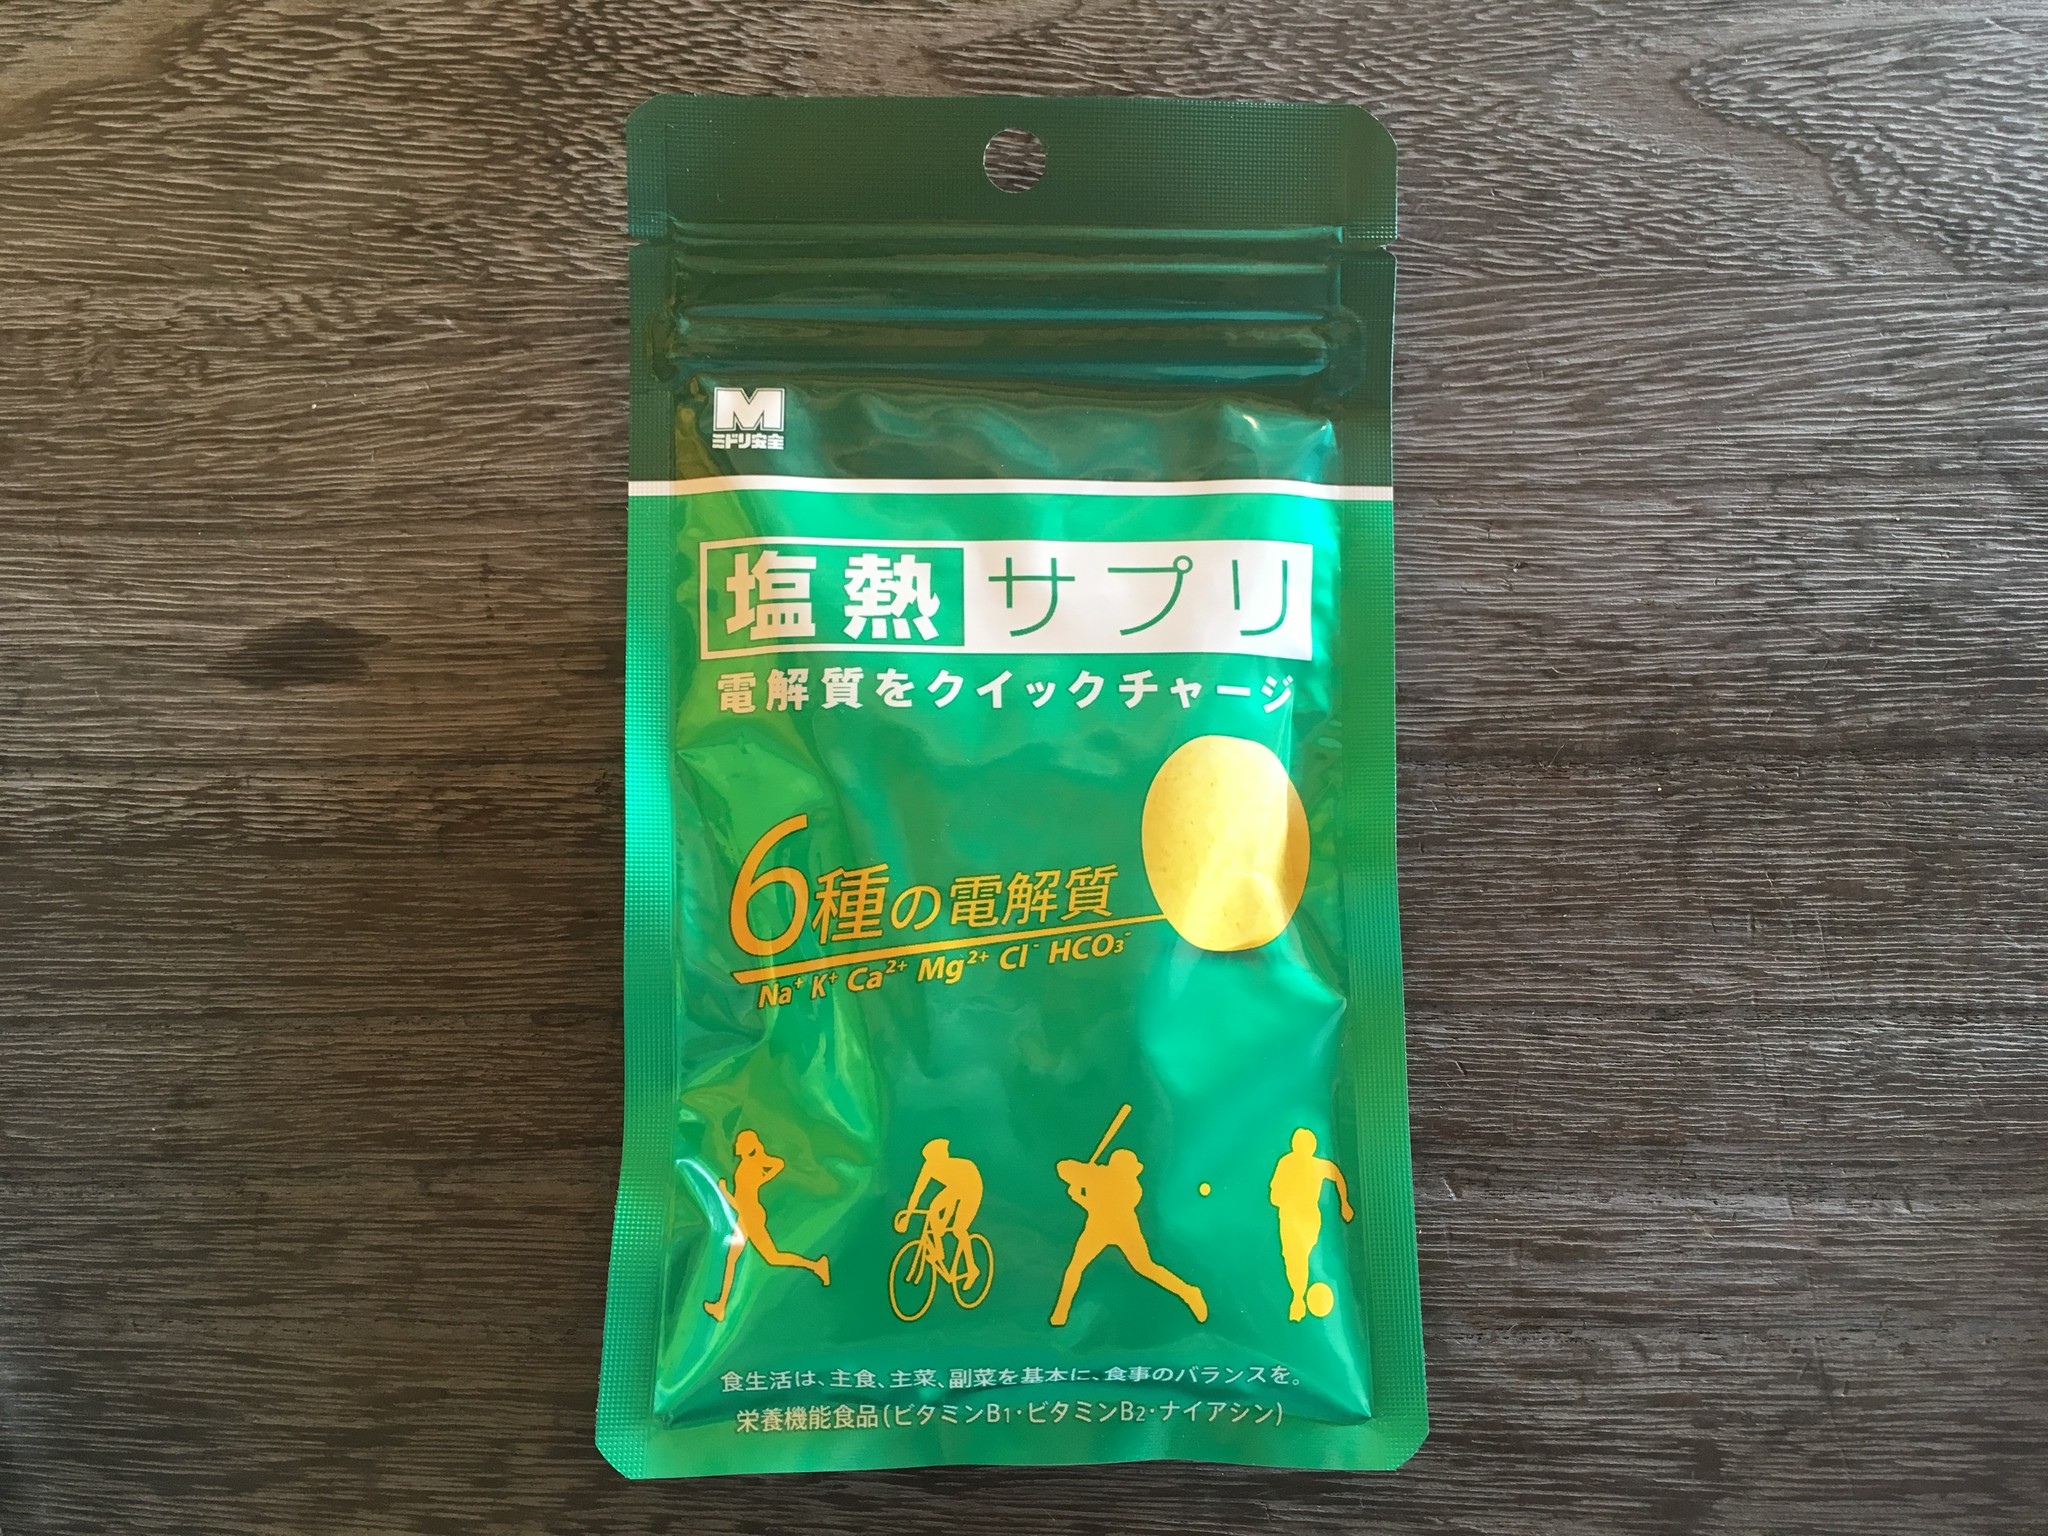 M
ミドリ安全
塩熱サプリ
電解質をクイックチャージ
6種の電解質
Na⁺ K⁺ Ca²⁺ Mg²⁺ Cl⁻ HCO₃⁻
食生活は、主食、主菜、副菜を基本に、食事のバランスを。
栄養機能食品(ビタミンB₁・ビタミンB₂・ナイアシン)